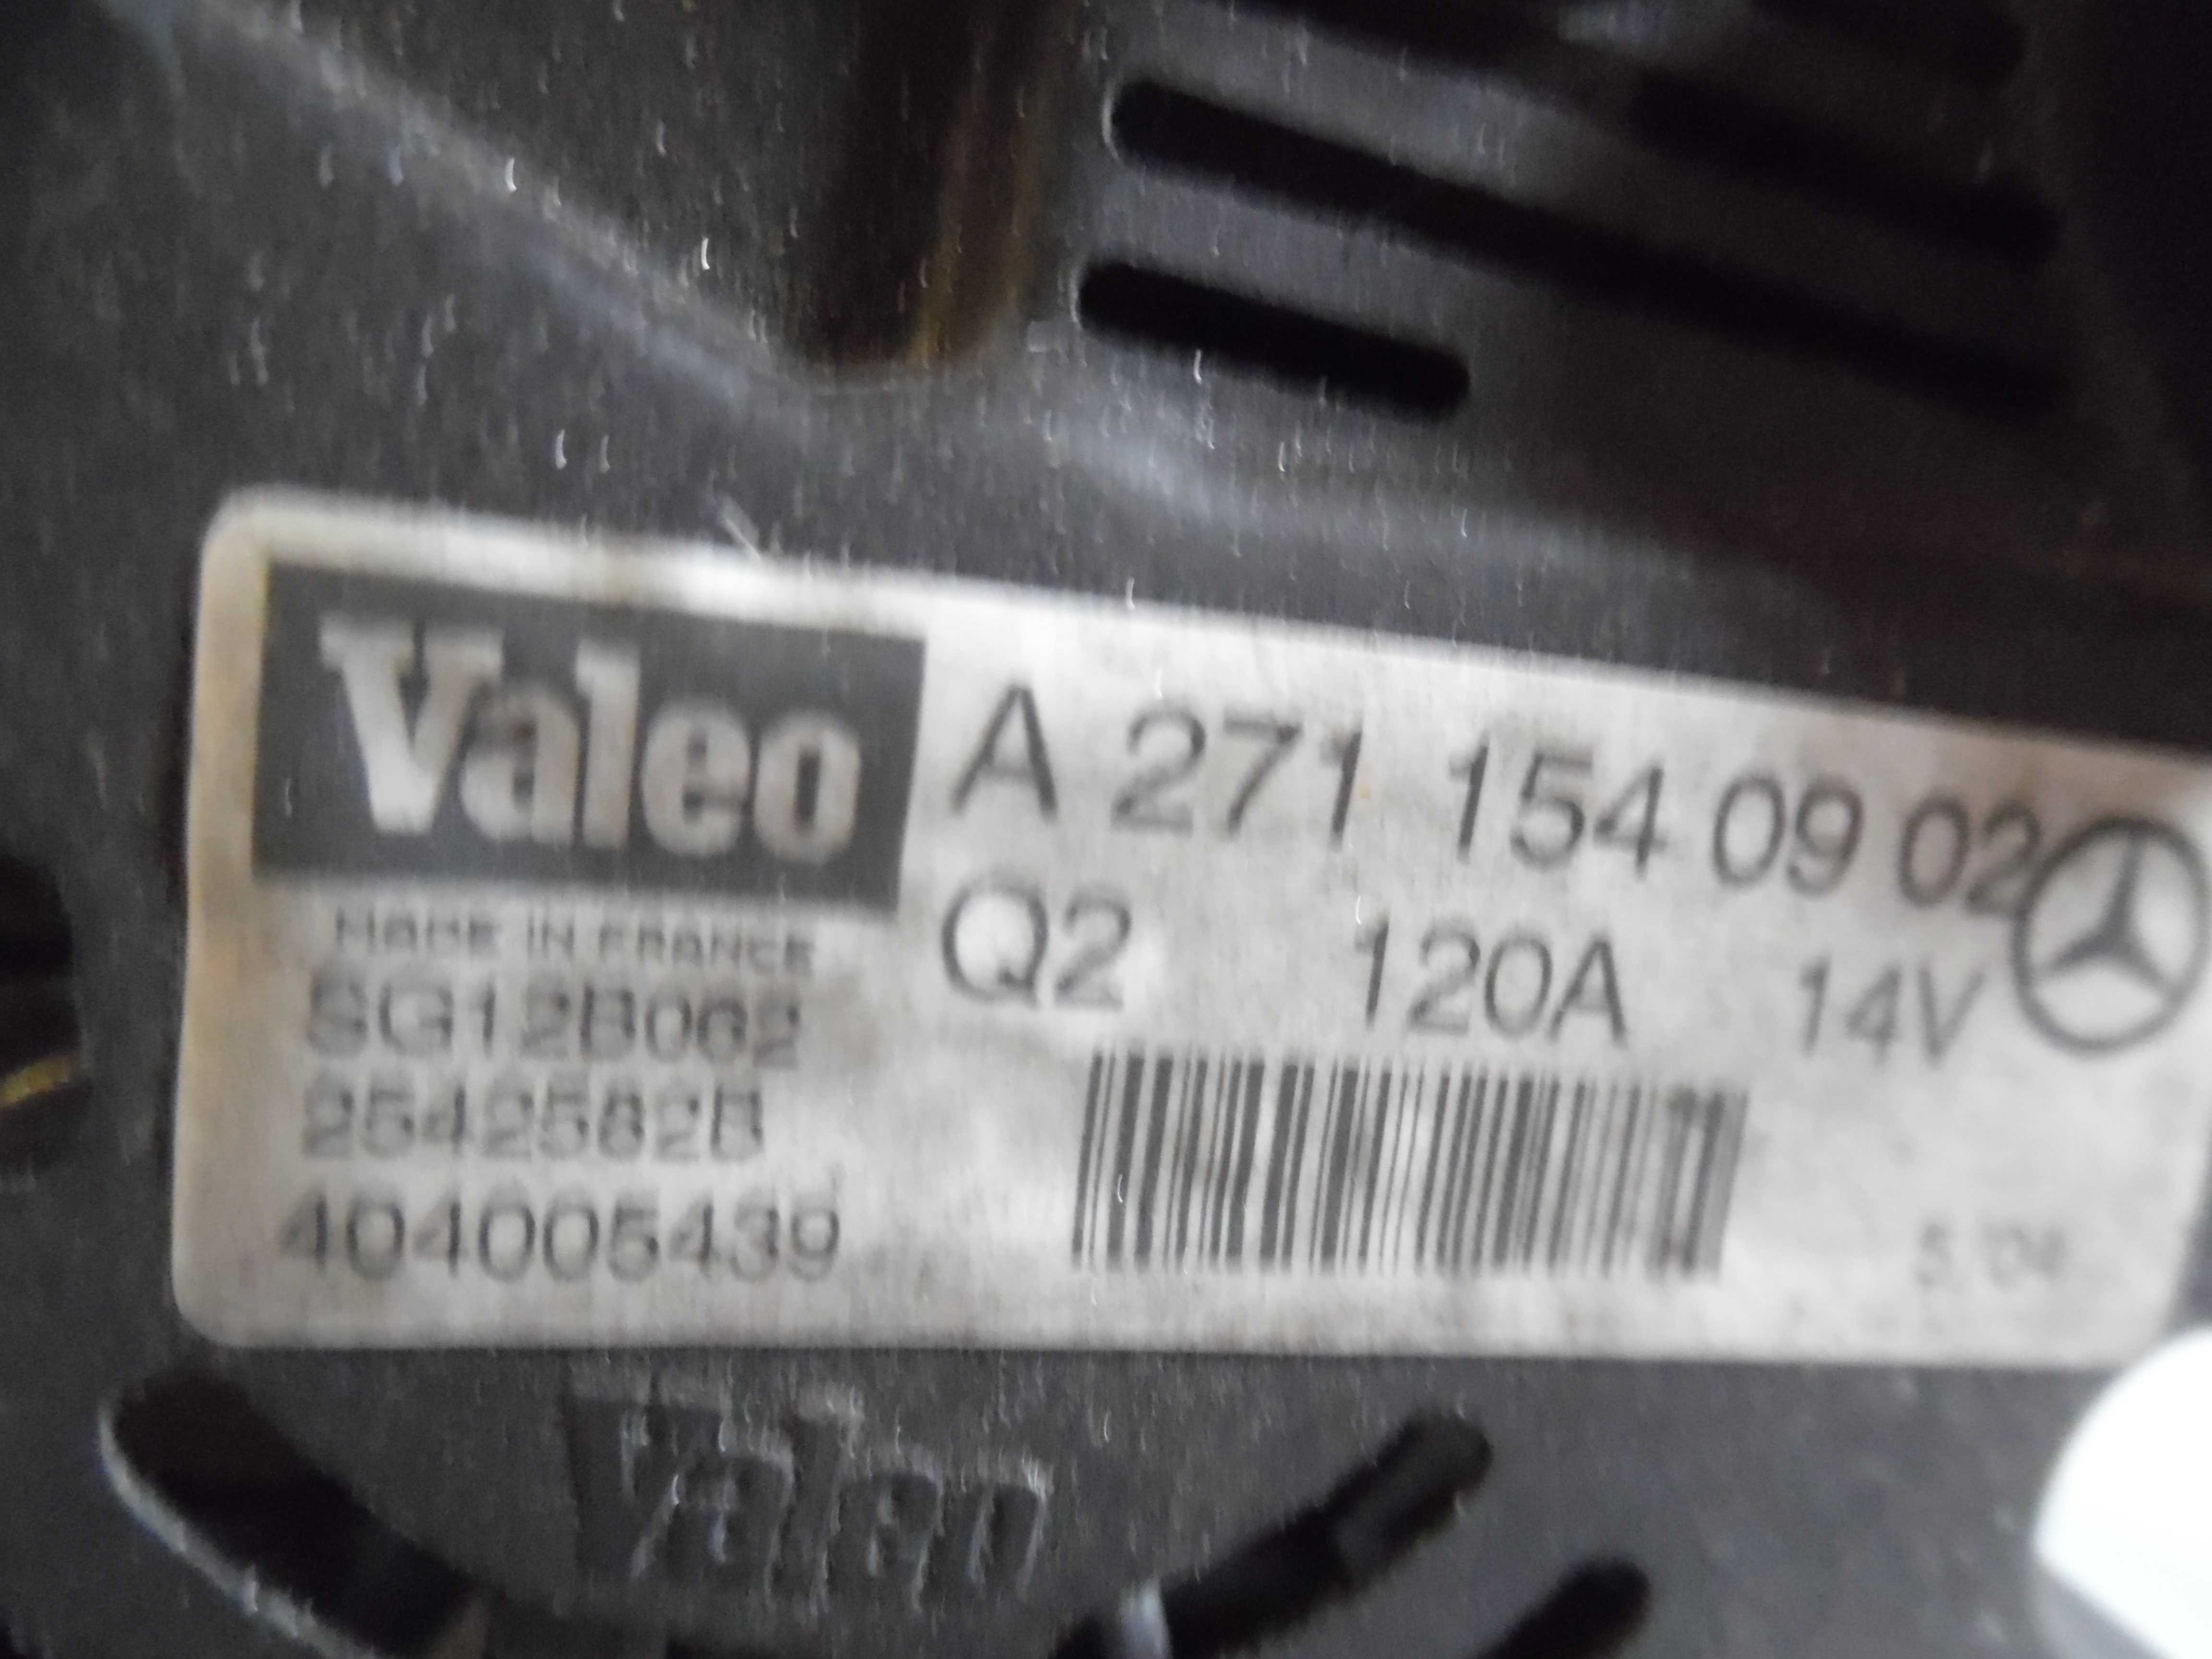 Valeo
A 271 154 09 02
Q2 120A 14V
MADE IN FRANCE
SG12B062
2542582B
404005439
Valeo